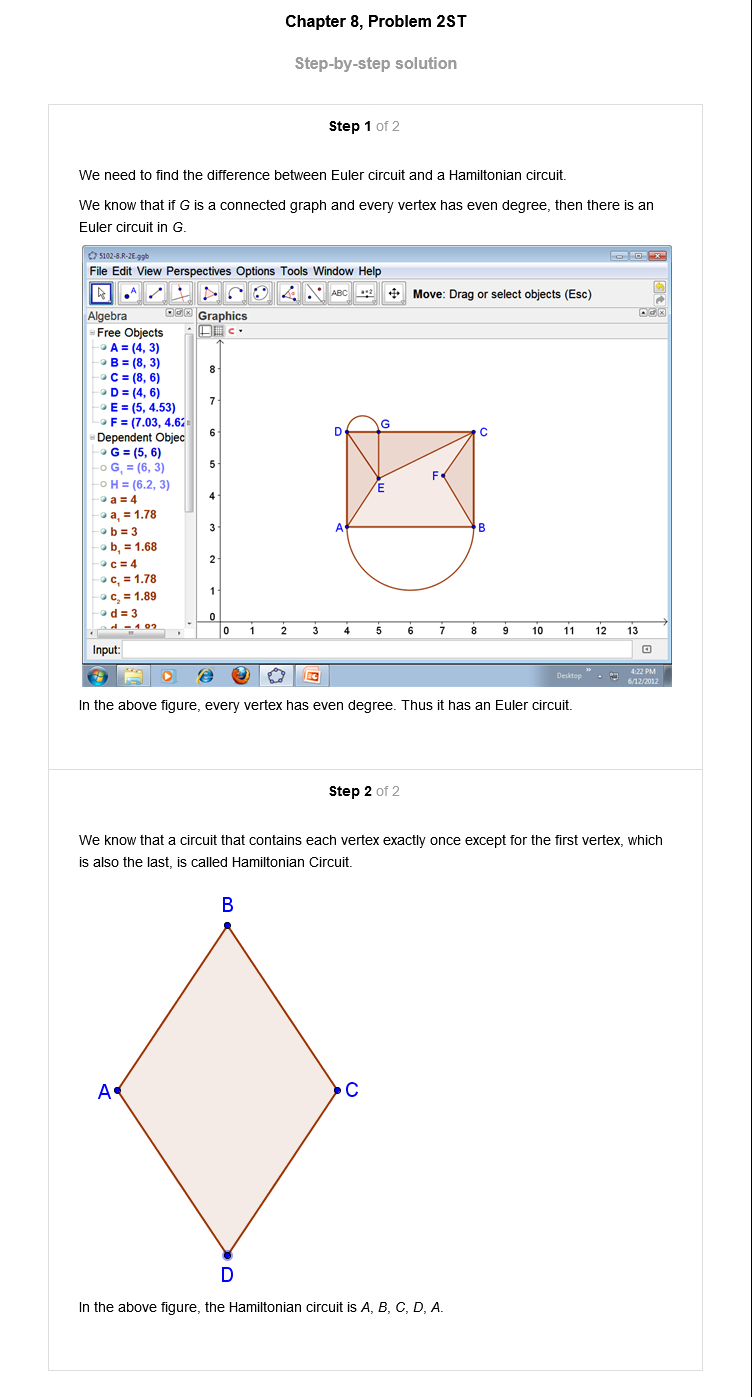 Chapter 8, Problem 2ST
Step-by-step solution
Step 1 of 2
We need to find the difference between Euler circuit and a Hamiltonian circuit.
We know that if G is a connected graph and every vertex has even degree, then there is an
Euler circuit in G.
5102-8.R-2E.ggb
File Edit View Perspectives Options Tools Window Help
ABC
a=2
Move: Drag or select objects (Esc)
Algebra
Graphics
Free Objects
A = (4, 3)
B = (8, 3)
C = (8, 6)
D = (4, 6)
E = (5, 4.53)
F = (7.03, 4.62
Dependent Objec
G = (5, 6)
G₁ = (6, 3)
H = (6.2, 3)
a = 4
a₁ = 1.78
b = 3
b₁ = 1.68
c = 4
c₁ = 1.78
c₂ = 1.89
d = 3
d = 1.83
8
7
6
5
4
3
2
1
0
D G C
F
E
A B
0 1 2 3 4 5 6 7 8 9 10 11 12 13
Input:
Desktop
4:22 PM
6/12/2012
In the above figure, every vertex has even degree. Thus it has an Euler circuit.
Step 2 of 2
We know that a circuit that contains each vertex exactly once except for the first vertex, which
is also the last, is called Hamiltonian Circuit.
B
A C
D
In the above figure, the Hamiltonian circuit is A, B, C, D, A.